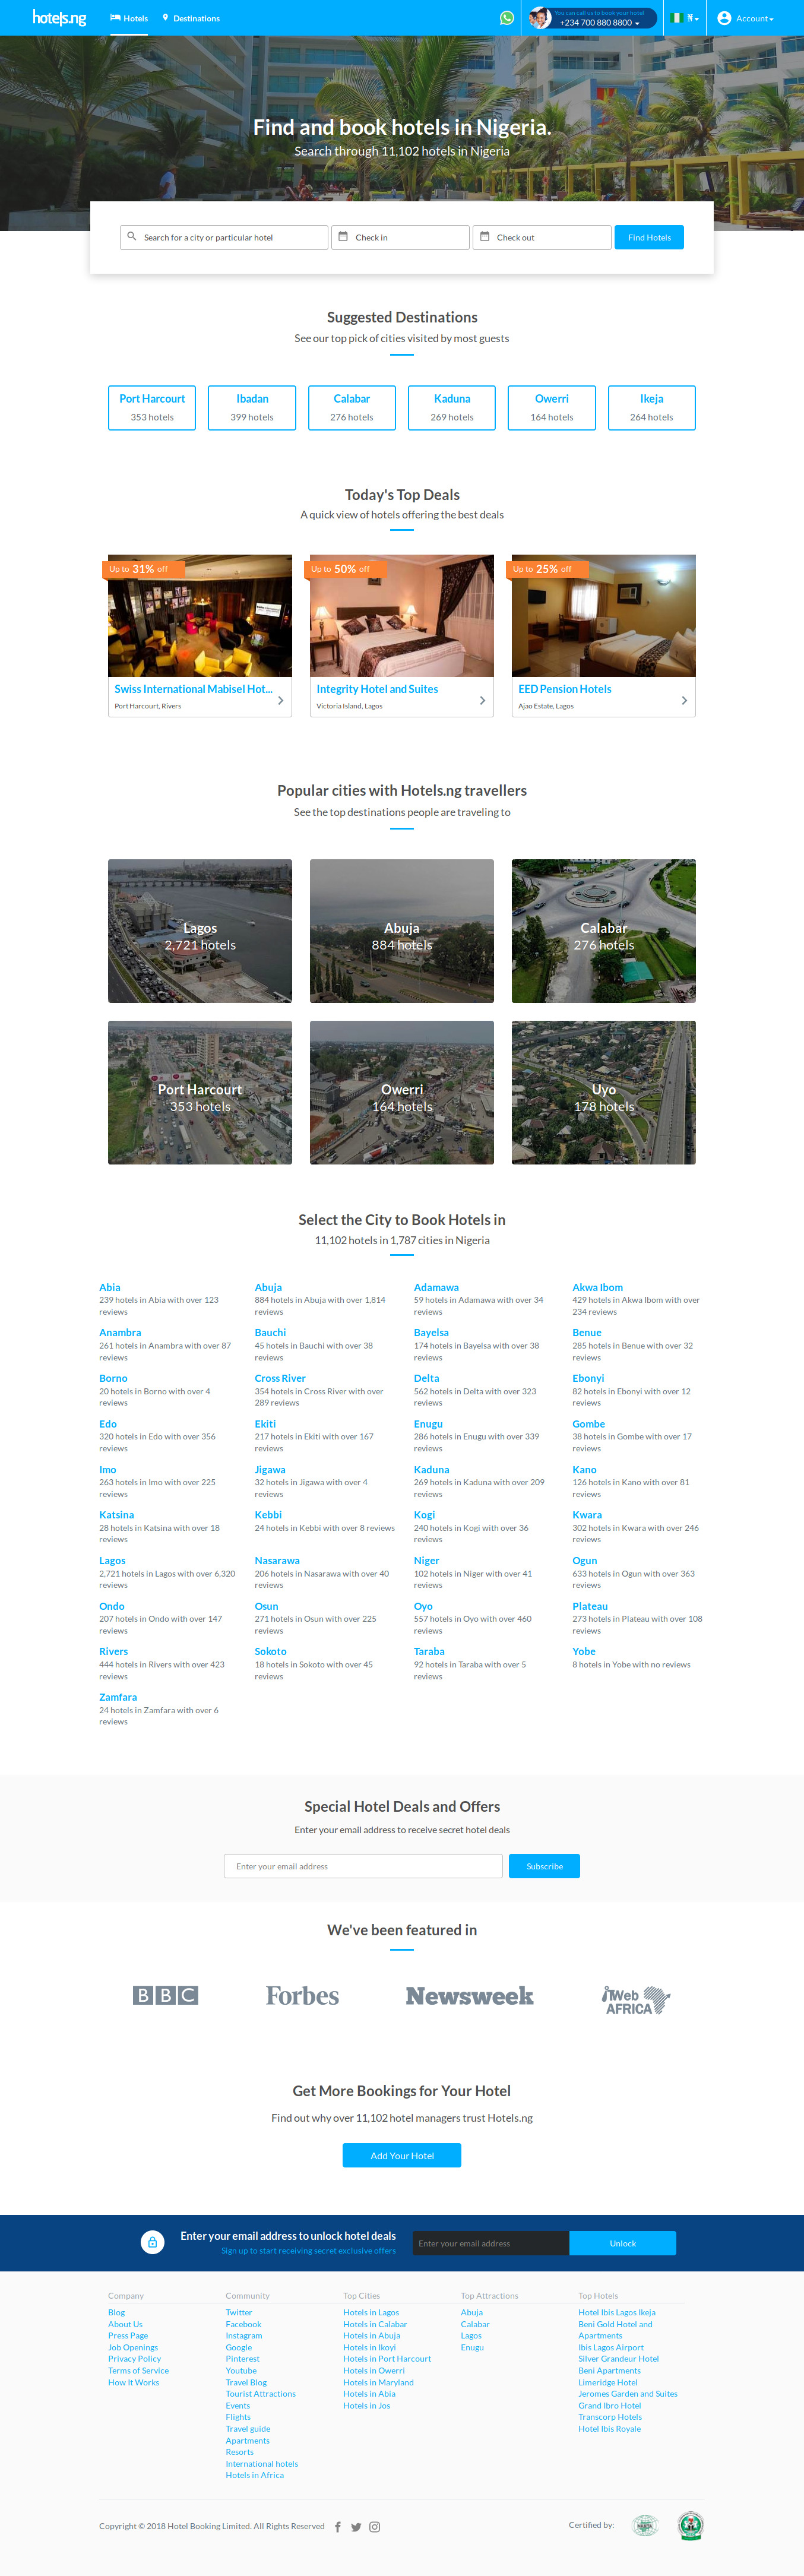 hotels.ng
Hotels
Destinations
You can call us to book your hotel
+234 700 880 8800
₦
Account
Find and book hotels in Nigeria.
Search through 11,102 hotels in Nigeria
Search for a city or particular hotel
Check in
Check out
Find Hotels
Suggested Destinations
See our top pick of cities visited by most guests
Port Harcourt
353 hotels
Ibadan
399 hotels
Calabar
276 hotels
Kaduna
269 hotels
Owerri
164 hotels
Ikeja
264 hotels
Today's Top Deals
A quick view of hotels offering the best deals
Up to 31% off
Swiss International Mabisel Hot...
Port Harcourt, Rivers
Up to 50% off
Integrity Hotel and Suites
Victoria Island, Lagos
Up to 25% off
EED Pension Hotels
Ajao Estate, Lagos
Popular cities with Hotels.ng travellers
See the top destinations people are traveling to
Lagos
2,721 hotels
Abuja
884 hotels
Calabar
276 hotels
Port Harcourt
353 hotels
Owerri
164 hotels
Uyo
178 hotels
Select the City to Book Hotels in
11,102 hotels in 1,787 cities in Nigeria
Abia
239 hotels in Abia with over 123
reviews
Abuja
884 hotels in Abuja with over 1,814
reviews
Adamawa
59 hotels in Adamawa with over 34
reviews
Akwa Ibom
429 hotels in Akwa Ibom with over
234 reviews
Anambra
261 hotels in Anambra with over 87
reviews
Bauchi
45 hotels in Bauchi with over 38
reviews
Bayelsa
174 hotels in Bayelsa with over 38
reviews
Benue
285 hotels in Benue with over 32
reviews
Borno
20 hotels in Borno with over 4
reviews
Cross River
354 hotels in Cross River with over
289 reviews
Delta
562 hotels in Delta with over 323
reviews
Ebonyi
82 hotels in Ebonyi with over 12
reviews
Edo
320 hotels in Edo with over 356
reviews
Ekiti
217 hotels in Ekiti with over 167
reviews
Enugu
286 hotels in Enugu with over 339
reviews
Gombe
38 hotels in Gombe with over 17
reviews
Imo
263 hotels in Imo with over 225
reviews
Jigawa
32 hotels in Jigawa with over 4
reviews
Kaduna
269 hotels in Kaduna with over 209
reviews
Kano
126 hotels in Kano with over 81
reviews
Katsina
28 hotels in Katsina with over 18
reviews
Kebbi
24 hotels in Kebbi with over 8 reviews
Kogi
240 hotels in Kogi with over 36
reviews
Kwara
302 hotels in Kwara with over 246
reviews
Lagos
2,721 hotels in Lagos with over 6,320
reviews
Nasarawa
206 hotels in Nasarawa with over 40
reviews
Niger
102 hotels in Niger with over 41
reviews
Ogun
633 hotels in Ogun with over 363
reviews
Ondo
207 hotels in Ondo with over 147
reviews
Osun
271 hotels in Osun with over 225
reviews
Oyo
557 hotels in Oyo with over 460
reviews
Plateau
273 hotels in Plateau with over 108
reviews
Rivers
444 hotels in Rivers with over 423
reviews
Sokoto
18 hotels in Sokoto with over 45
reviews
Taraba
92 hotels in Taraba with over 5
reviews
Yobe
8 hotels in Yobe with no reviews
Zamfara
24 hotels in Zamfara with over 6
reviews
Special Hotel Deals and Offers
Enter your email address to receive secret hotel deals
Enter your email address
Subscribe
We've been featured in
BBC
Forbes
Newsweek
iTWeb
AFRICA
Get More Bookings for Your Hotel
Find out why over 11,102 hotel managers trust Hotels.ng
Add Your Hotel
Enter your email address to unlock hotel deals
Sign up to start receiving secret exclusive offers
Enter your email address
Unlock
Company
Blog
About Us
Press Page
Job Openings
Privacy Policy
Terms of Service
How It Works
Community
Twitter
Facebook
Instagram
Google
Pinterest
Youtube
Travel Blog
Tourist Attractions
Events
Flights
Travel guide
Apartments
Resorts
International hotels
Hotels in Africa
Top Cities
Hotels in Lagos
Hotels in Calabar
Hotels in Abuja
Hotels in Ikoyi
Hotels in Port Harcourt
Hotels in Owerri
Hotels in Maryland
Hotels in Abia
Hotels in Jos
Top Attractions
Abuja
Calabar
Lagos
Enugu
Top Hotels
Hotel Ibis Lagos Ikeja
Beni Gold Hotel and
Apartments
Ibis Lagos Airport
Silver Grandeur Hotel
Beni Apartments
Limeridge Hotel
Jeromes Garden and Suites
Grand Ibro Hotel
Transcorp Hotels
Hotel Ibis Royale
Copyright © 2018 Hotel Booking Limited. All Rights Reserved
Certified by: